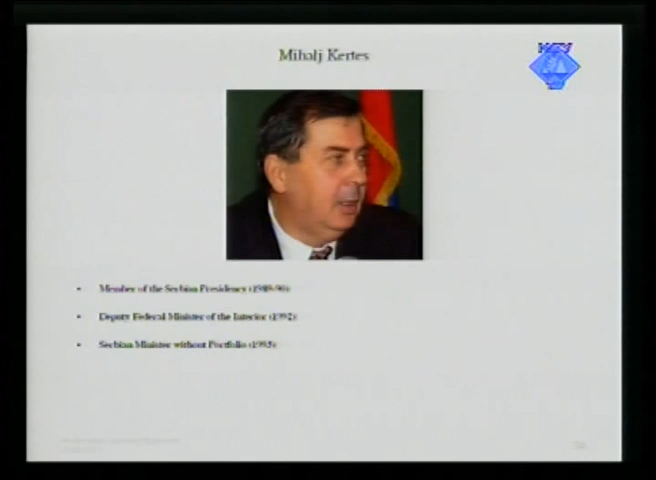 Mihalj Kertes
• Member of the Serbian Presidency (1989-90)
• Deputy Federal Minister of the Interior (1992)
• Serbian Minister without Portfolio (1993)